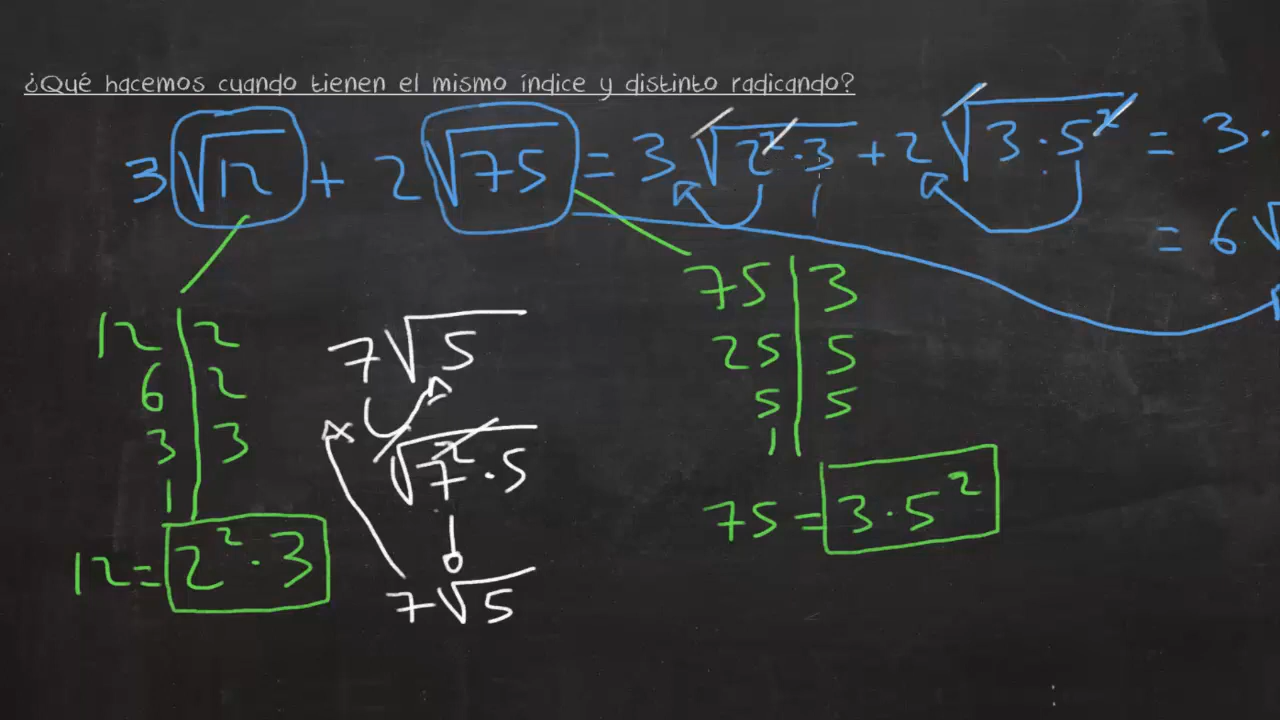 ¿Qué hacemos cuando tienen el mismo índice y distinto radicando?
3√12 + 2√75 = 3√2²·3 + 2√3·5² = 3·
= 6√
12 | 2
6 | 2
3 | 3
1
12 = 2²·3
7√5
√7²·5
7√5
75 | 3
25 | 5
5 | 5
1
75 = 3·5²